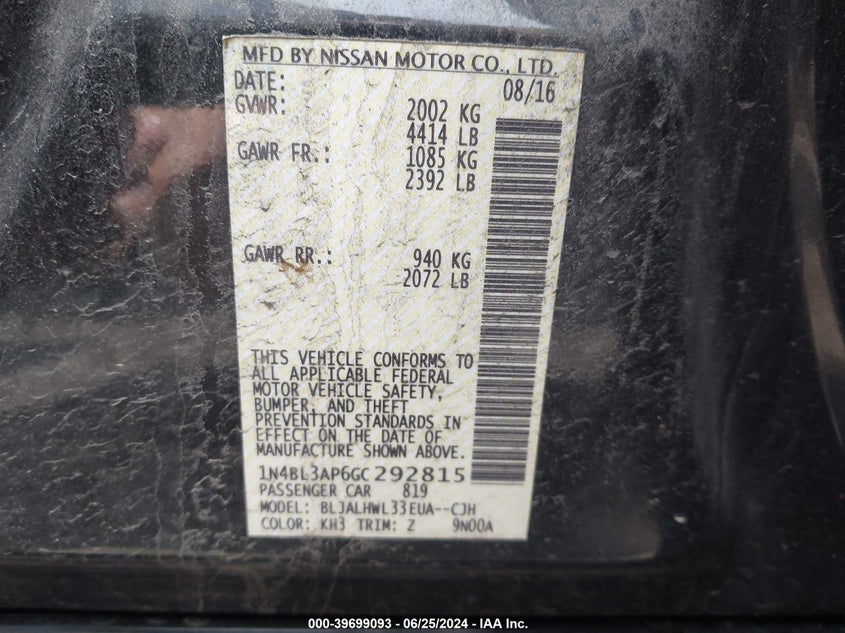 MFD BY NISSAN MOTOR CO., LTD.
DATE: 08/16
GVWR: 2002 KG
4414 LB
GAWR FR.: 1085 KG
2392 LB
GAWR RR.: 940 KG
2072 LB
THIS VEHICLE CONFORMS TO
ALL APPLICABLE FEDERAL
MOTOR VEHICLE SAFETY,
BUMPER, AND THEFT
PREVENTION STANDARDS IN
EFFECT ON THE DATE OF
MANUFACTURE SHOWN ABOVE.
1N4BL3AP6GC292815
PASSENGER CAR 819
MODEL: BLJALHWL33EUA--CJH
COLOR: KH3 TRIM: Z 9N00A
000-39699093 - 06/25/2024 - IAA Inc.